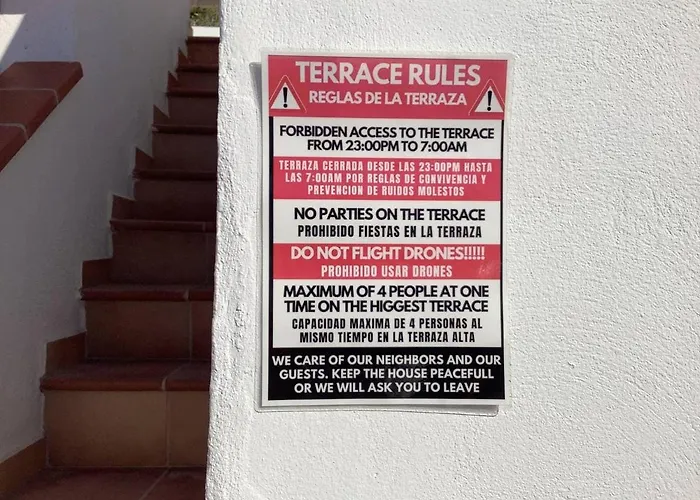 TERRACE RULES
REGLAS DE LA TERRAZA
FORBIDDEN ACCESS TO THE TERRACE
FROM 23:00PM TO 7:00AM
TERRAZA CERRADA DESDE LAS 23:00PM HASTA
LAS 7:00AM POR REGLAS DE CONVIVENCIA Y
PREVENCION DE RUIDOS MOLESTOS
NO PARTIES ON THE TERRACE
PROHIBIDO FIESTAS EN LA TERRAZA
DO NOT FLIGHT DRONES!!!!!
PROHIBIDO USAR DRONES
MAXIMUM OF 4 PEOPLE AT ONE
TIME ON THE HIGGEST TERRACE
CAPACIDAD MAXIMA DE 4 PERSONAS AL
MISMO TIEMPO EN LA TERRAZA ALTA
WE CARE OF OUR NEIGHBORS AND OUR
GUESTS. KEEP THE HOUSE PEACEFULL
OR WE WILL ASK YOU TO LEAVE